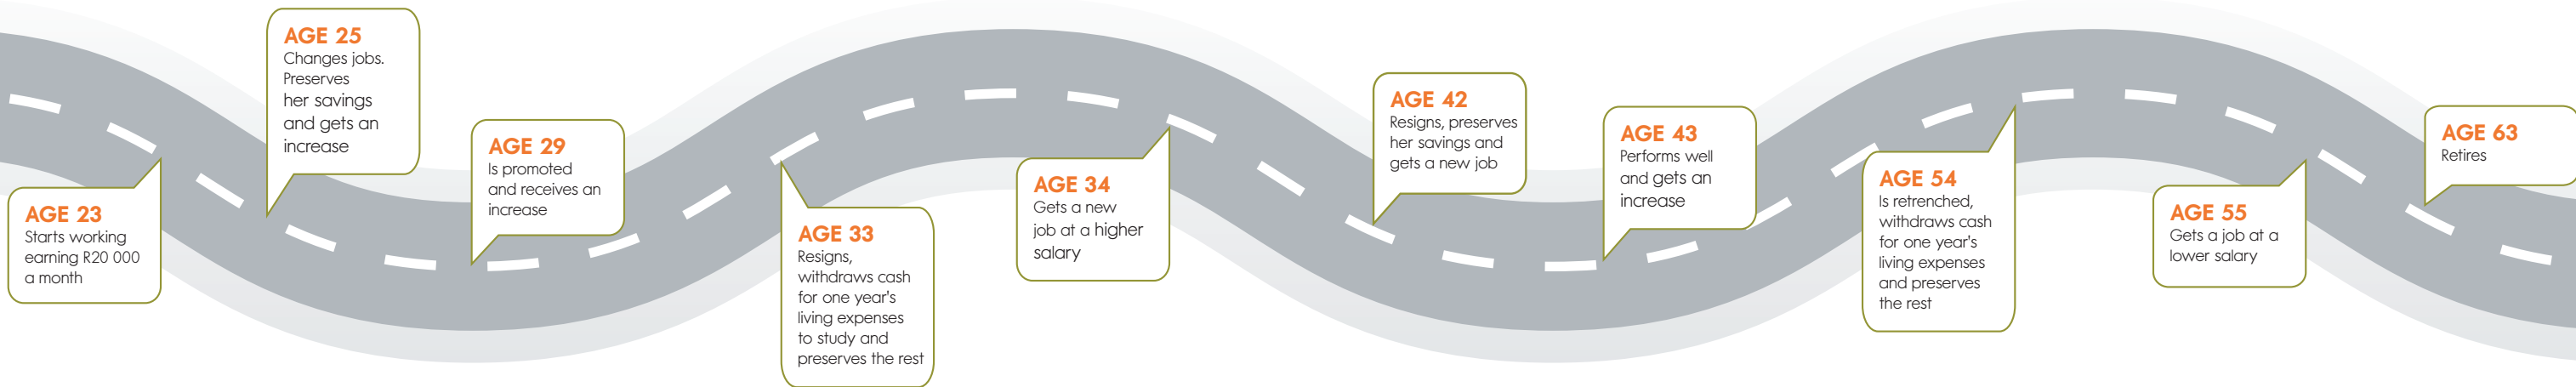 AGE 23
Starts working
earning R20 000
a month
AGE 25
Changes jobs.
Preserves
her savings
and gets an
increase
AGE 29
Is promoted
and receives an
increase
AGE 33
Resigns,
withdraws cash
for one year's
living expenses
to study and
preserves the rest
AGE 34
Gets a new
job at a higher
salary
AGE 42
Resigns, preserves
her savings and
gets a new job
AGE 43
Performs well
and gets an
increase
AGE 54
Is retrenched,
withdraws cash
for one year's
living expenses
and preserves
the rest
AGE 55
Gets a job at a
lower salary
AGE 63
Retires